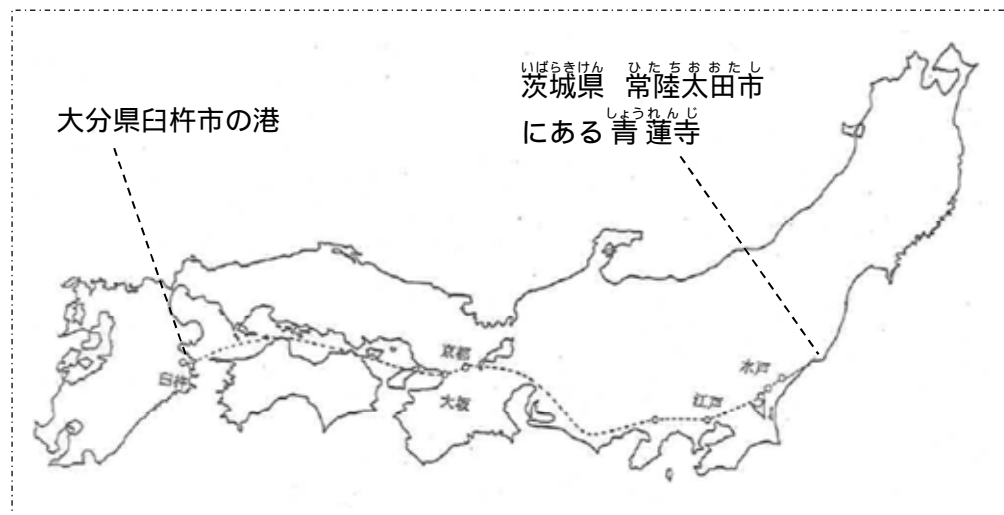 大分県臼杵市の港
いばらきけん ひたちおおたし
茨城県 常陸太田市
しょうれんじ
にある青蓮寺
京都
水戸
臼杵
大坂
江戸